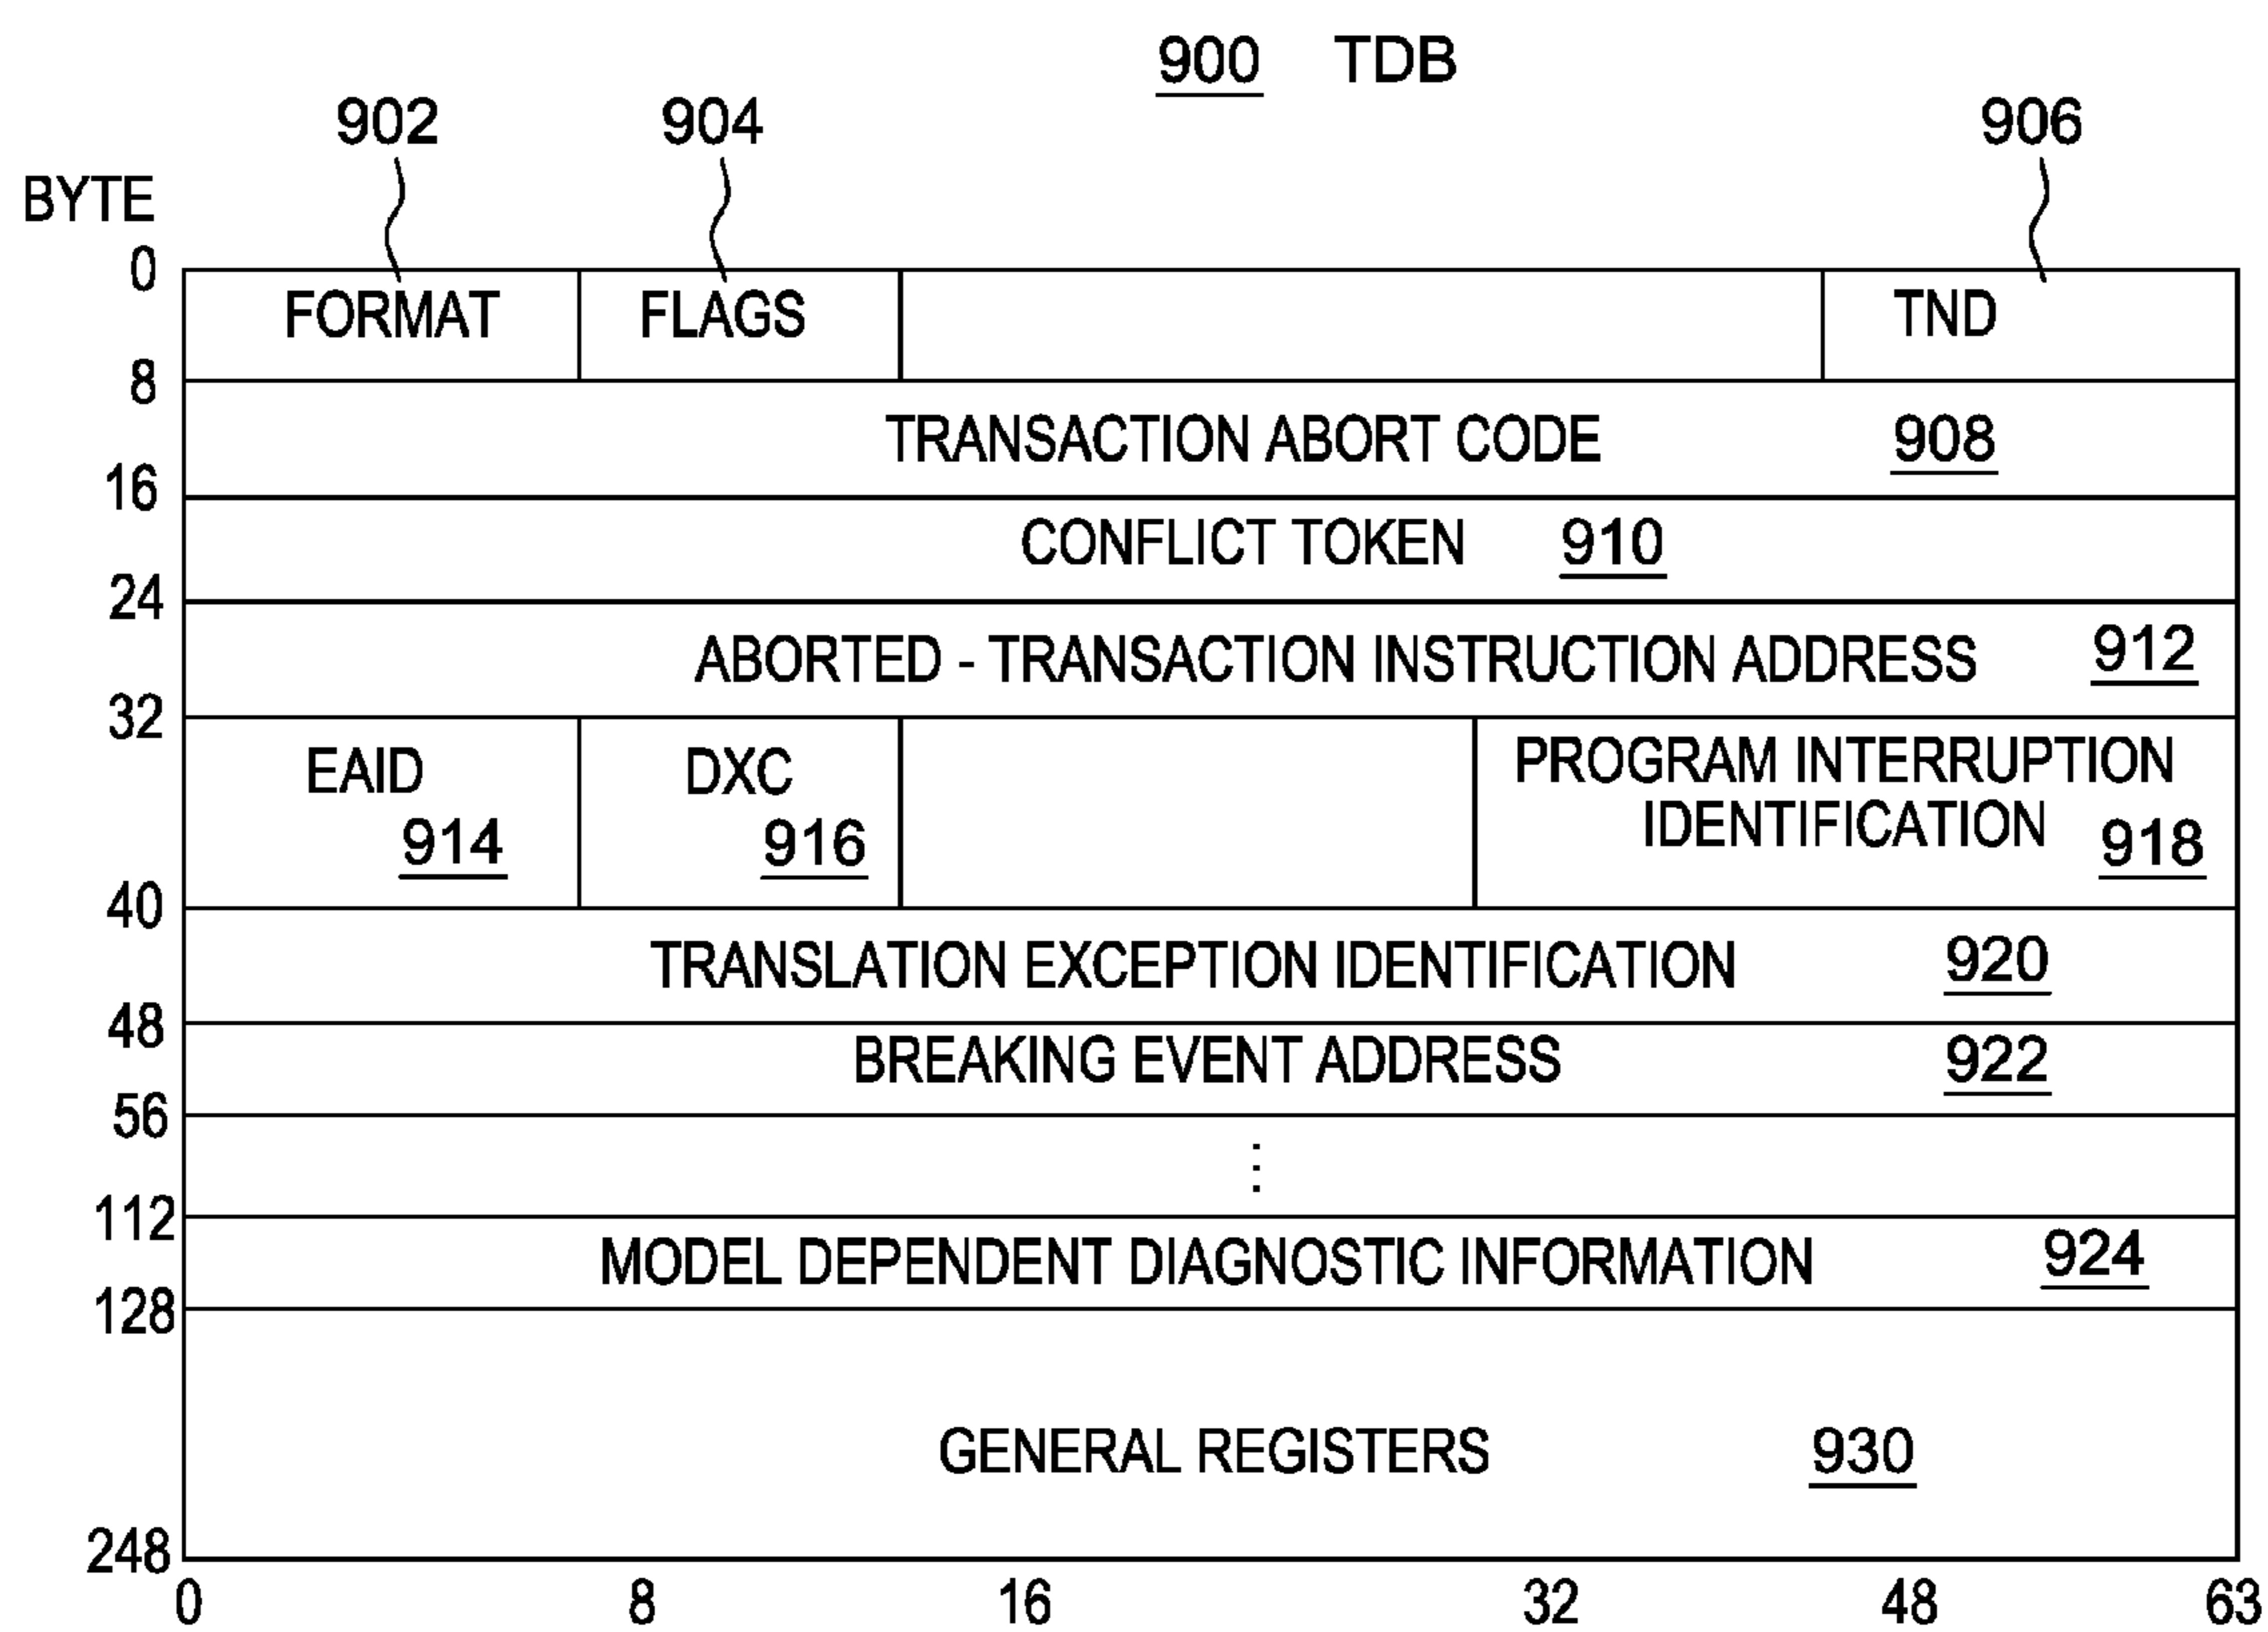 900 TDB
902 904 906
BYTE
0
FORMAT FLAGS TND
8
TRANSACTION ABORT CODE 908
16
CONFLICT TOKEN 910
24
ABORTED - TRANSACTION INSTRUCTION ADDRESS 912
32
EAID DXC PROGRAM INTERRUPTION
IDENTIFICATION
914 916 918
40
TRANSLATION EXCEPTION IDENTIFICATION 920
48
BREAKING EVENT ADDRESS 922
56
⋮
112
MODEL DEPENDENT DIAGNOSTIC INFORMATION 924
128
GENERAL REGISTERS 930
248
0 8 16 32 48 63